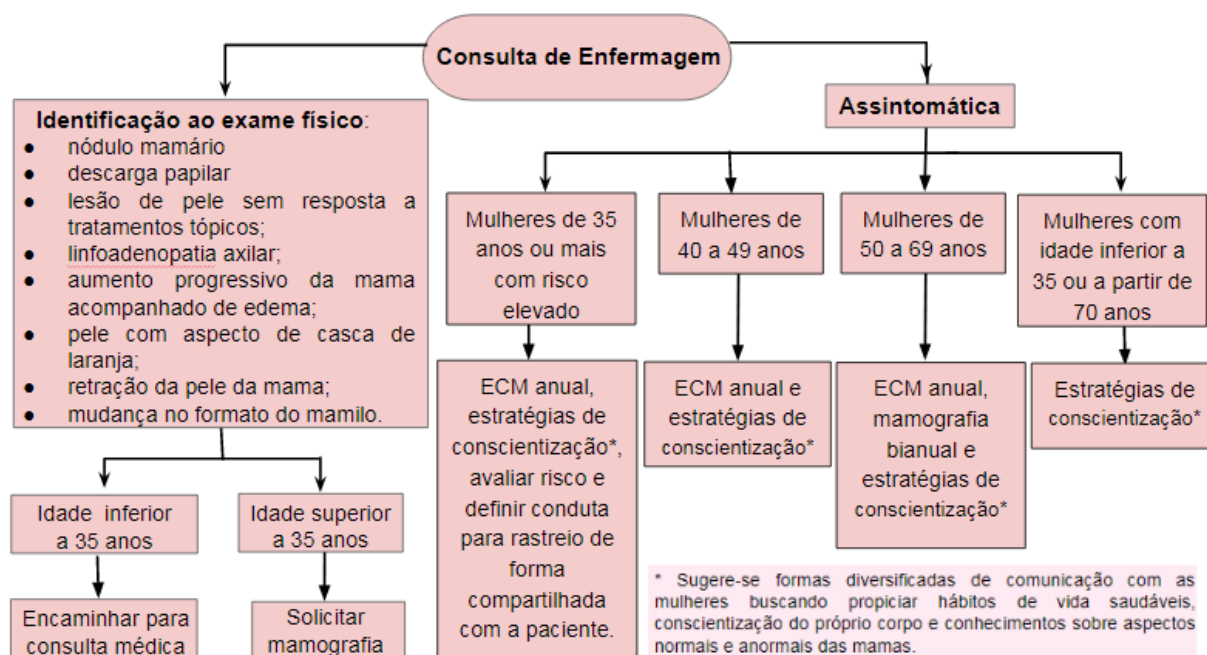 Consulta de Enfermagem
Identificação ao exame físico:
● nódulo mamário
● descarga papilar
● lesão de pele sem resposta a
tratamentos tópicos;
● linfoadenopatia axilar;
● aumento progressivo da mama
acompanhado de edema;
● pele com aspecto de casca de
laranja;
● retração da pele da mama;
● mudança no formato do mamilo.
Idade inferior
a 35 anos
Encaminhar para
consulta médica
Idade superior
a 35 anos
Solicitar
mamografia
Assintomática
Mulheres de 35
anos ou mais
com risco
elevado
ECM anual,
estratégias de
conscientização*,
avaliar risco e
definir conduta
para rastreio de
forma
compartilhada
com a paciente.
Mulheres de
40 a 49 anos
ECM anual e
estratégias de
conscientização*
Mulheres de
50 a 69 anos
ECM anual,
mamografia
bianual e
estratégias de
conscientização*
Mulheres com
idade inferior a
35 ou a partir de
70 anos
Estratégias de
conscientização*
* Sugere-se formas diversificadas de comunicação com as
mulheres buscando propiciar hábitos de vida saudáveis,
conscientização do próprio corpo e conhecimentos sobre aspectos
normais e anormais das mamas.